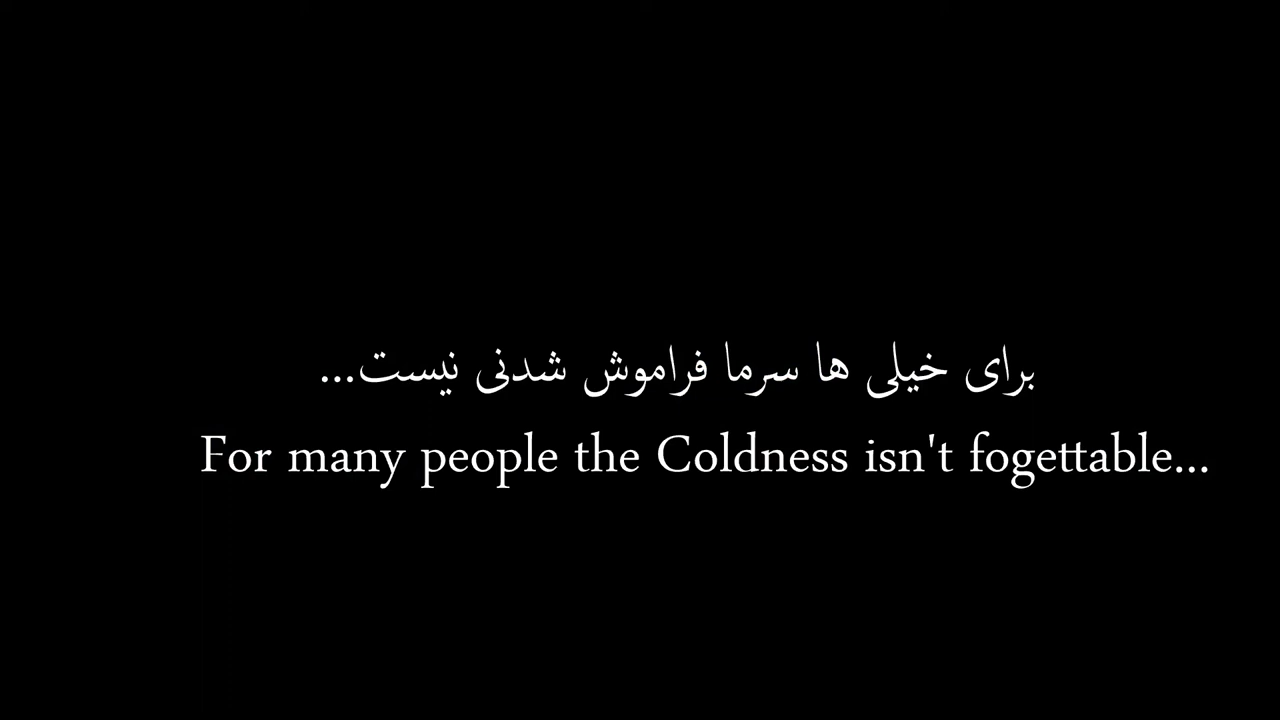 برای خیلی ها سرما فراموش شدنی نیست...
For many people the Coldness isn't fogettable...